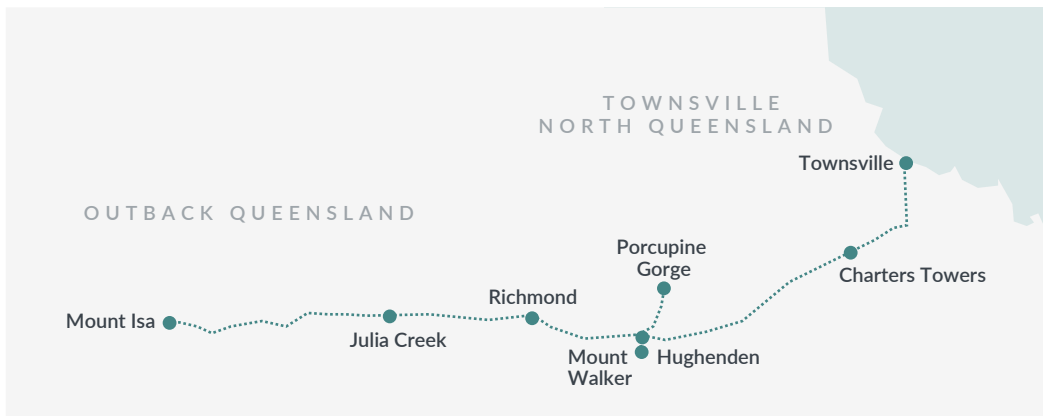 TOWNSVILLE
NORTH QUEENSLAND
Townsville
OUTBACK QUEENSLAND
Porcupine
Gorge
Charters Towers
Richmond
Mount Isa
Julia Creek
Mount
Walker
Hughenden